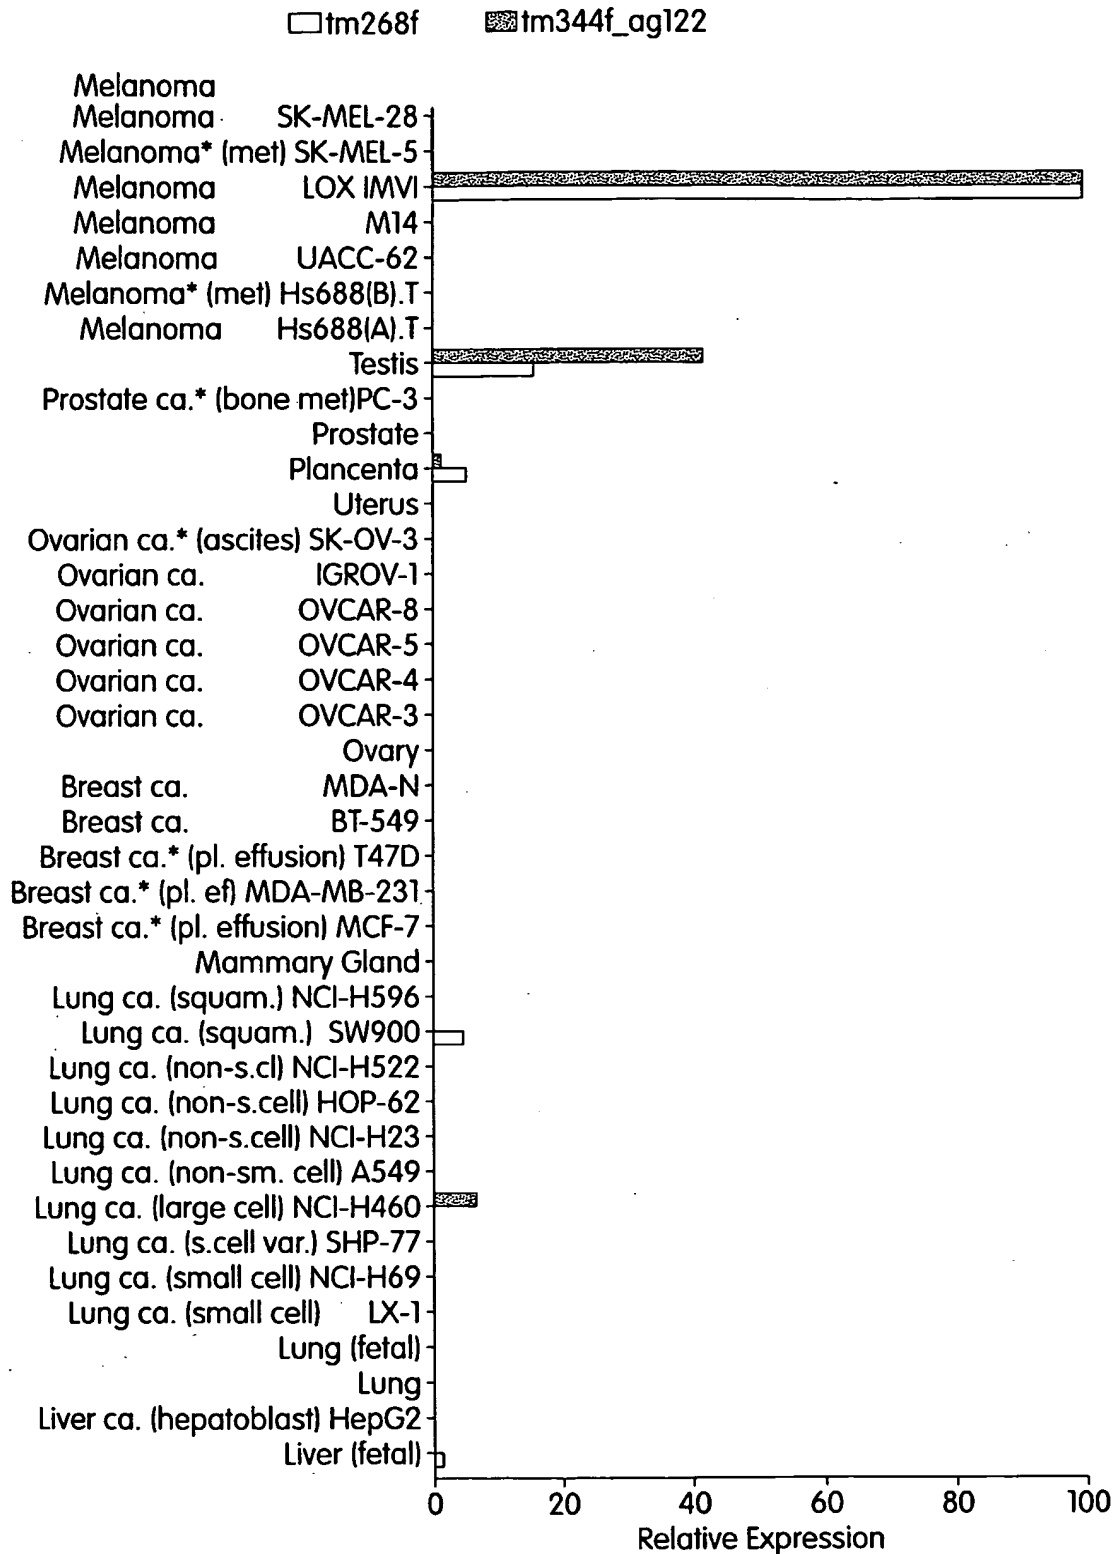 tm268f tm344f_ag122
Melanoma
Melanoma SK-MEL-28
Melanoma* (met) SK-MEL-5
Melanoma LOX IMVI
Melanoma M14
Melanoma UACC-62
Melanoma* (met) Hs688(B).T
Melanoma Hs688(A).T
Testis
Prostate ca.* (bone met)PC-3
Prostate
Plancenta
Uterus
Ovarian ca.* (ascites) SK-OV-3
Ovarian ca. IGROV-1
Ovarian ca. OVCAR-8
Ovarian ca. OVCAR-5
Ovarian ca. OVCAR-4
Ovarian ca. OVCAR-3
Ovary
Breast ca. MDA-N
Breast ca. BT-549
Breast ca.* (pl. effusion) T47D
Breast ca.* (pl. ef) MDA-MB-231
Breast ca.* (pl. effusion) MCF-7
Mammary Gland
Lung ca. (squam.) NCI-H596
Lung ca. (squam.) SW900
Lung ca. (non-s.cl) NCI-H522
Lung ca. (non-s.cell) HOP-62
Lung ca. (non-s.cell) NCI-H23
Lung ca. (non-sm. cell) A549
Lung ca. (large cell) NCI-H460
Lung ca. (s.cell var.) SHP-77
Lung ca. (small cell) NCI-H69
Lung ca. (small cell) LX-1
Lung (fetal)
Lung
Liver ca. (hepatoblast) HepG2
Liver (fetal)
0 20 40 60 80 100
Relative Expression